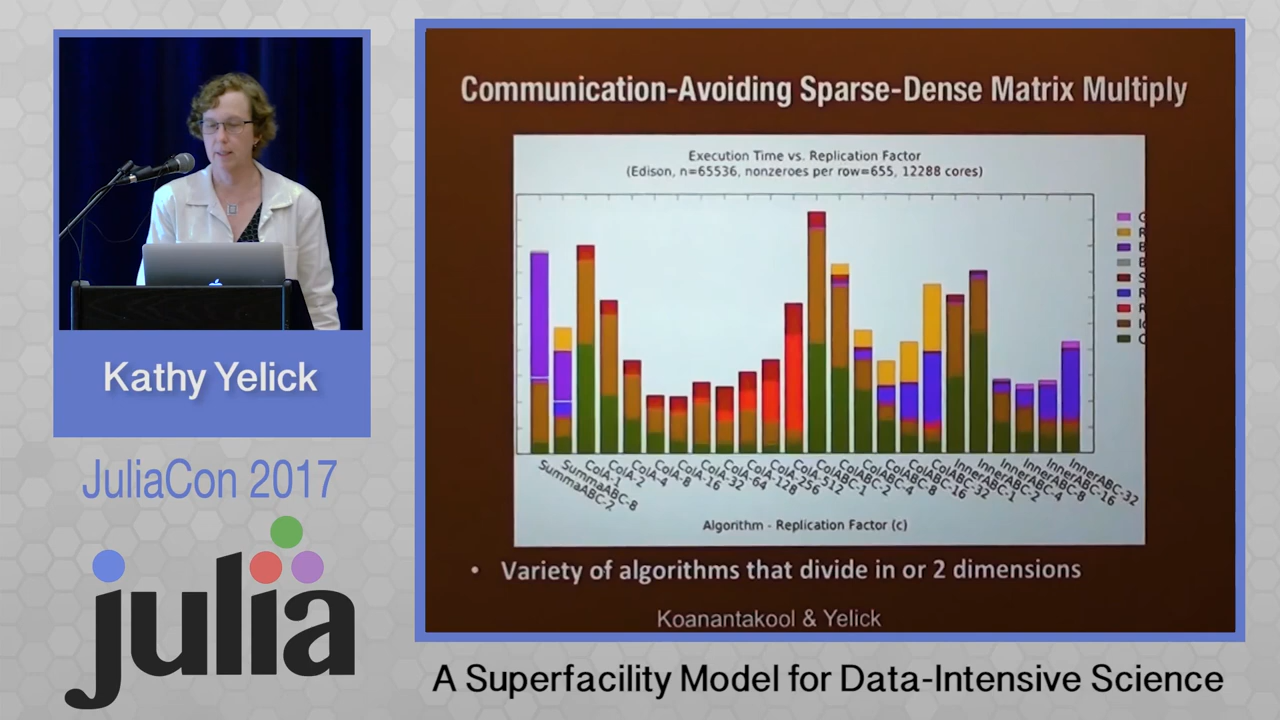 Communication-Avoiding Sparse-Dense Matrix Multiply
Execution Time vs. Replication Factor
(Edison, n=65536, nonzeroes per row=655, 12288 cores)
SummaABC-2
SummaABC-8
ColA-1
ColA-2
ColA-4
ColA-8
ColA-16
ColA-32
ColA-64
ColA-128
ColA-256
ColA-512
ColABC-1
ColABC-2
ColABC-4
ColABC-8
ColABC-16
ColABC-32
InnerABC-1
InnerABC-2
InnerABC-4
InnerABC-8
InnerABC-16
InnerABC-32
Algorithm - Replication Factor (c)
• Variety of algorithms that divide in or 2 dimensions
Koanantakool & Yelick
Kathy Yelick
JuliaCon 2017
julia
A Superfacility Model for Data-Intensive Science